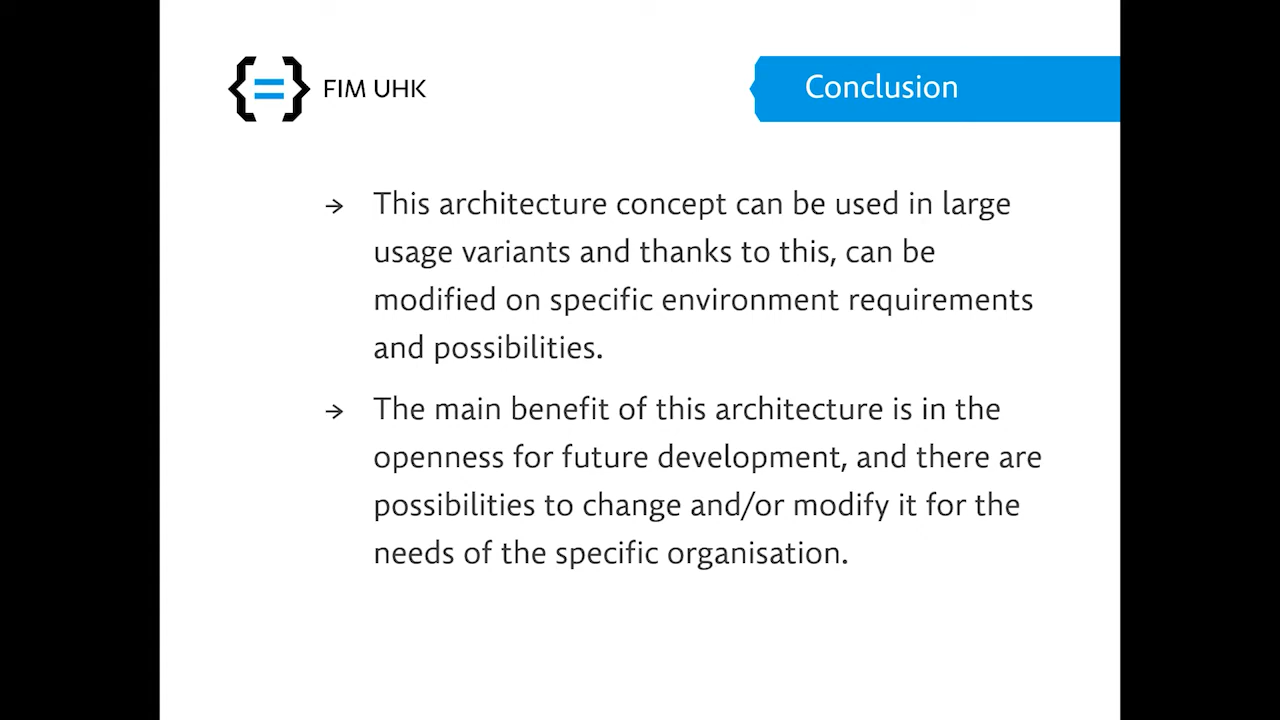 {=} FIM UHK
Conclusion
→ This architecture concept can be used in large
usage variants and thanks to this, can be
modified on specific environment requirements
and possibilities.
→ The main benefit of this architecture is in the
openness for future development, and there are
possibilities to change and/or modify it for the
needs of the specific organisation.